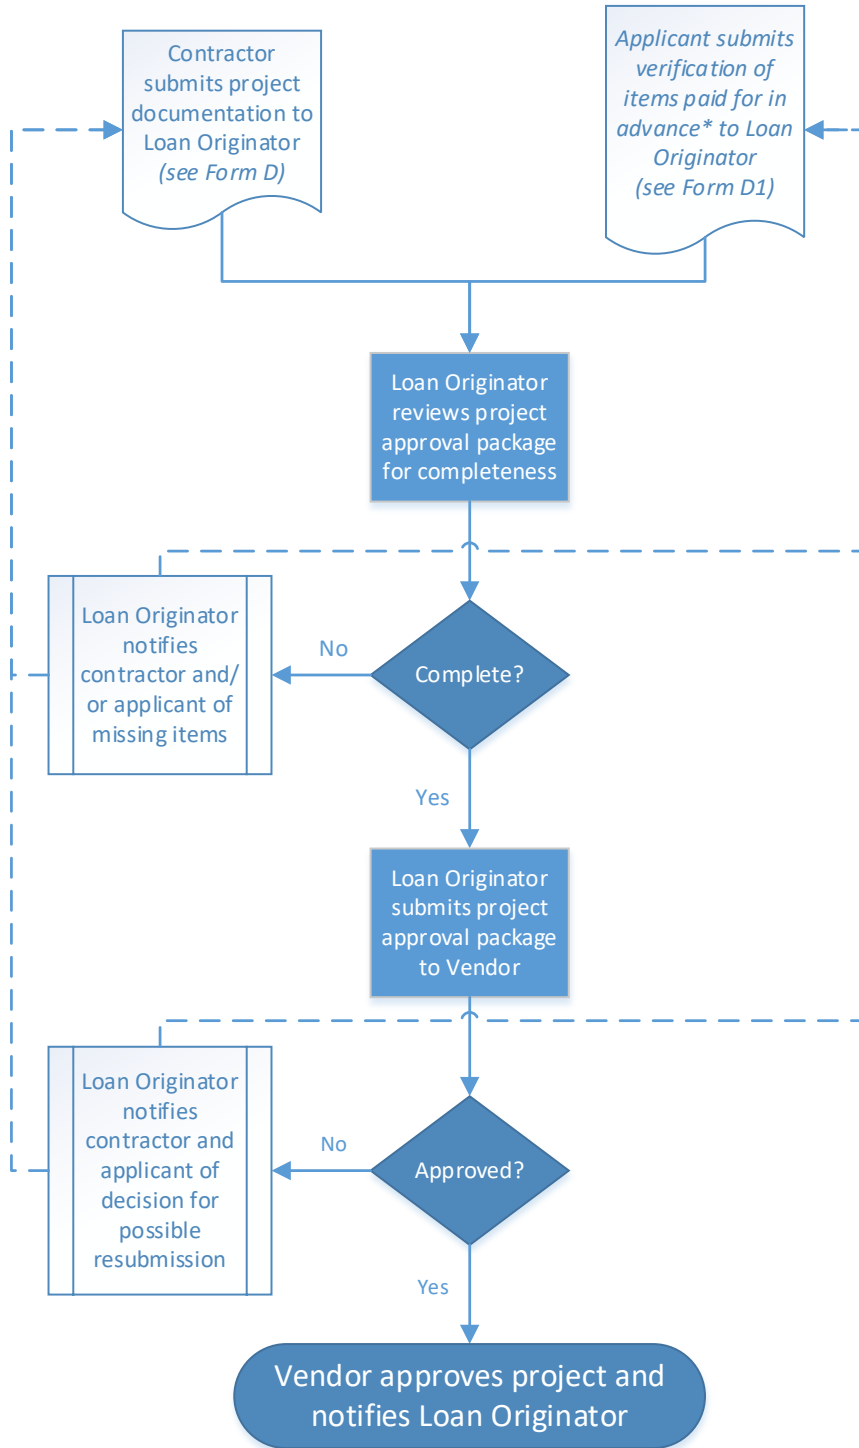 Contractor
submits project
documentation to
Loan Originator
(see Form D)
Applicant submits
verification of
items paid for in
advance* to Loan
Originator
(see Form D1)
Loan Originator
reviews project
approval package
for completeness
Loan Originator
notifies
contractor and/
or applicant of
missing items
No
Complete?
Yes
Loan Originator
submits project
approval package
to Vendor
Loan Originator
notifies
contractor and
applicant of
decision for
possible
resubmission
No
Approved?
Yes
Vendor approves project and
notifies Loan Originator